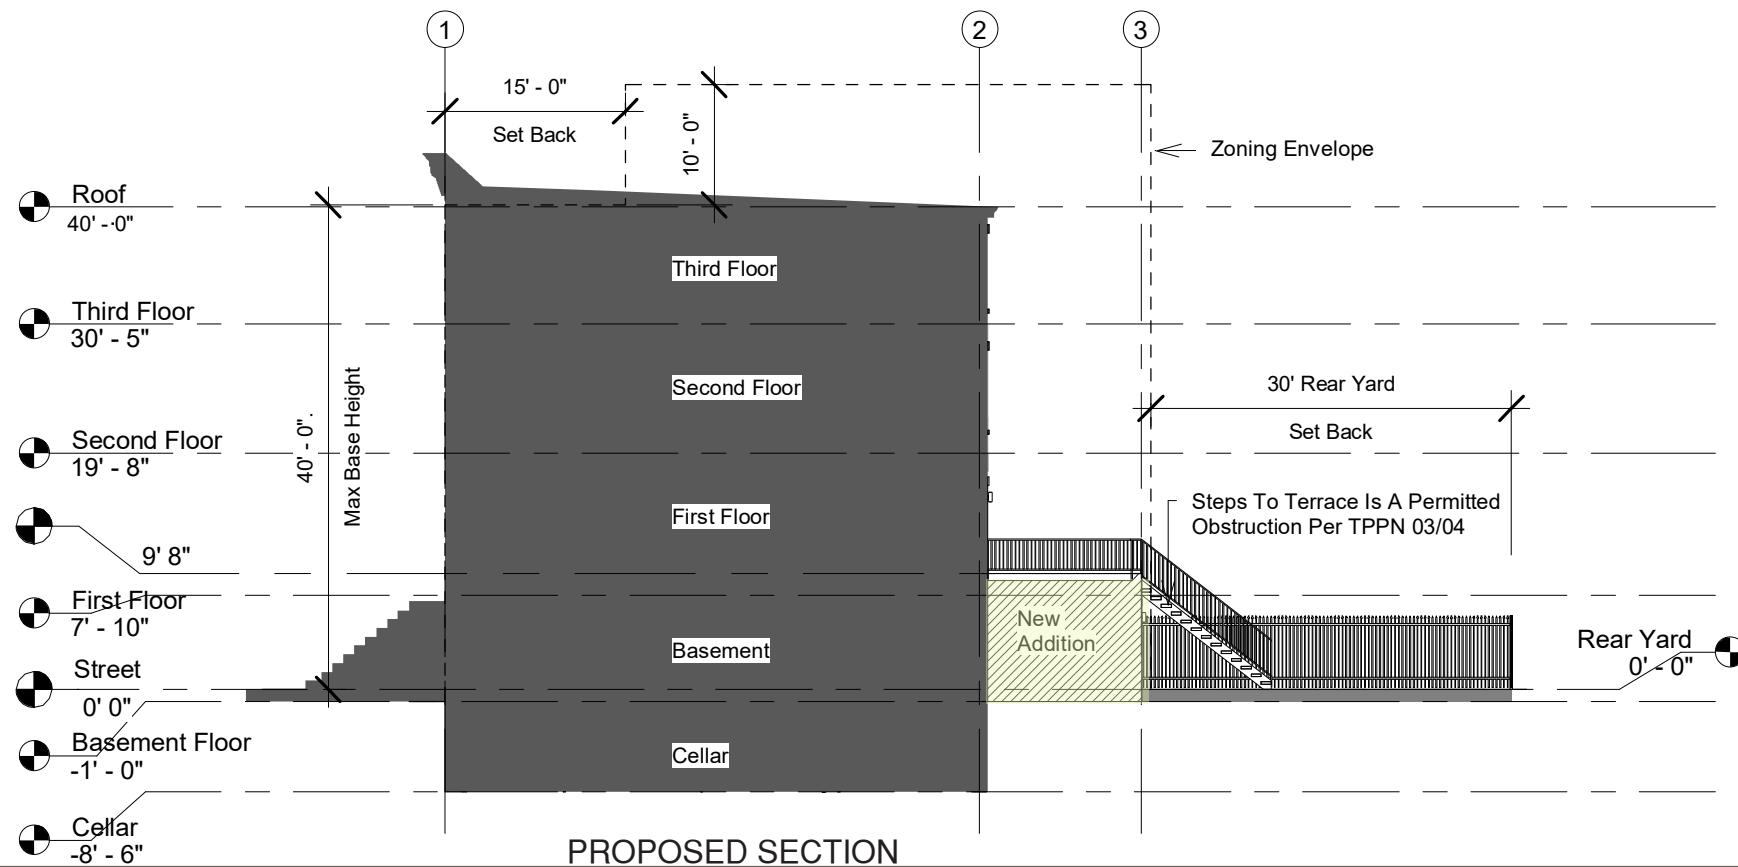 1
2
3
15' - 0"
Set Back
10' - 0"
Zoning Envelope
Roof
40' - 0"
Third Floor
Third Floor
30' - 5"
30' Rear Yard
Second Floor
Set Back
40' - 0".
Max Base Height
Second Floor
19' - 8"
Steps To Terrace Is A Permitted
Obstruction Per TPPN 03/04
First Floor
9' 8"
First Floor
7' - 10"
New
Addition
Basement
Rear Yard
0' - 0"
Street
0' 0"
Basement Floor
-1' - 0"
Cellar
Cellar
-8' - 6"
PROPOSED SECTION